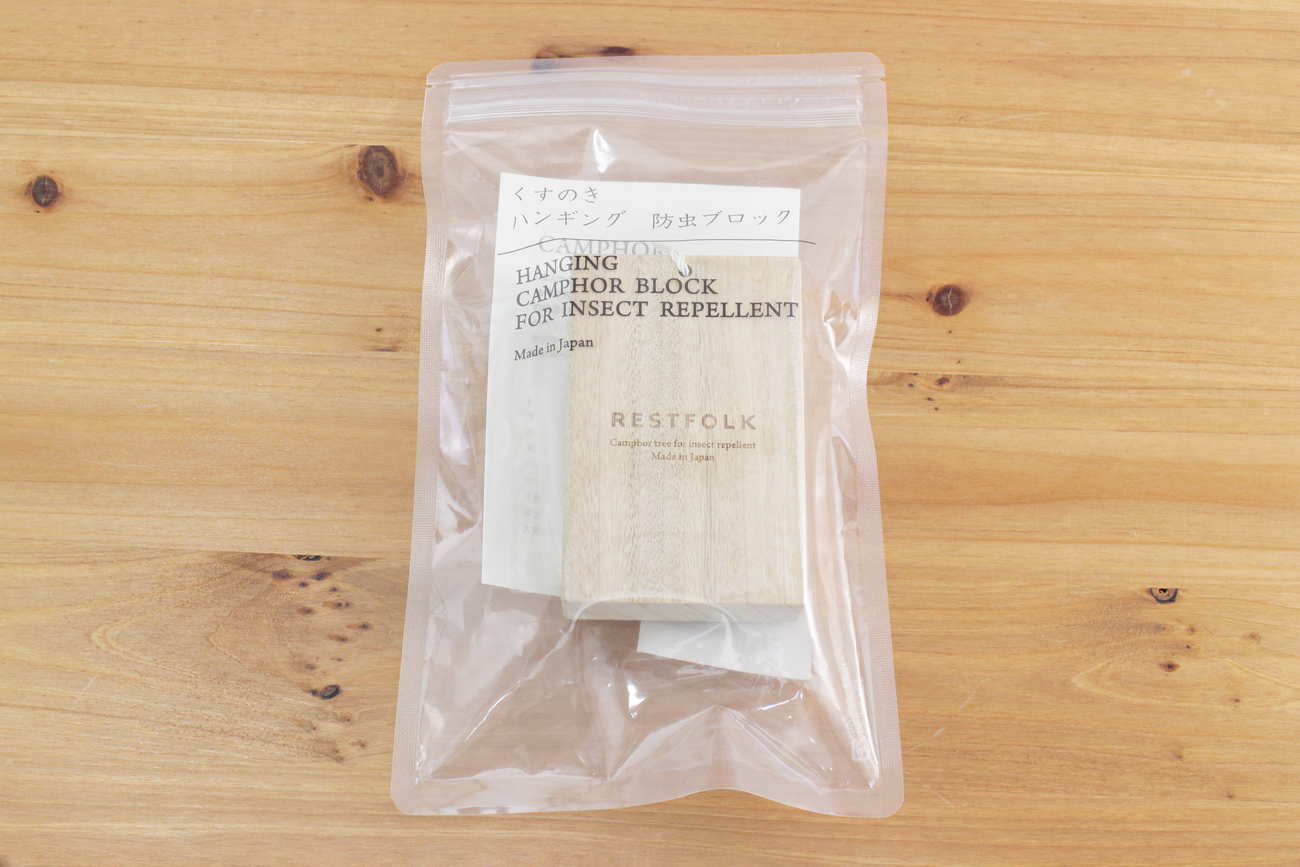 くすのき
ハンギング 防虫ブロック
CAMPHOR
HANGING
CAMPHOR BLOCK
FOR INSECT REPELLENT
Made in Japan
RESTFOLK
Camphor tree for insect repellent
Made in Japan